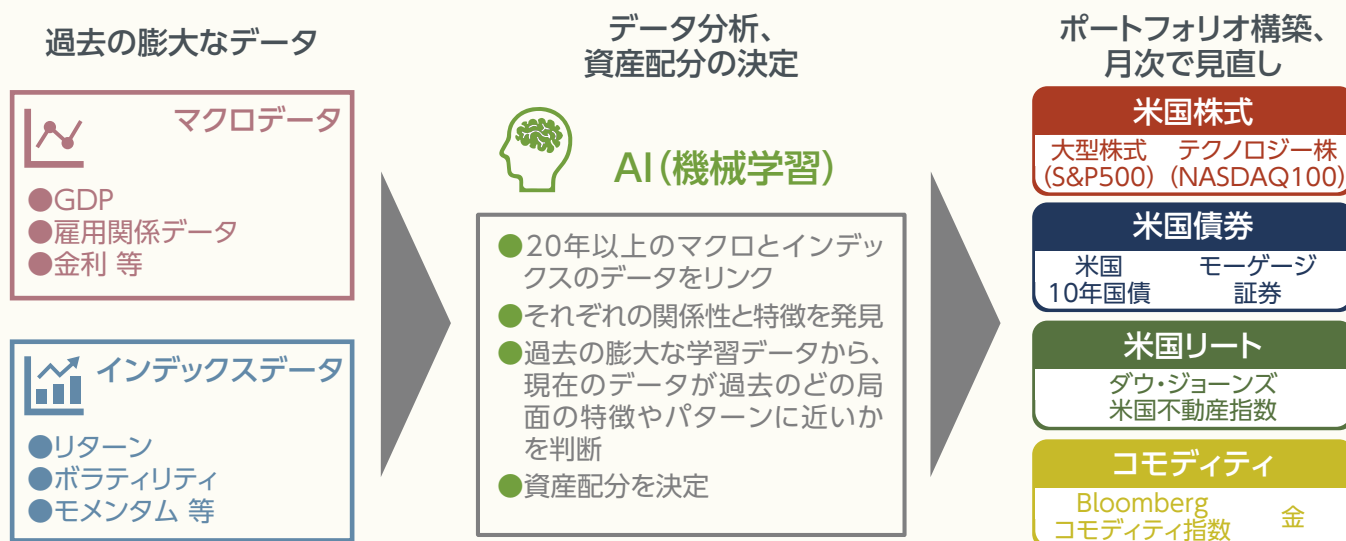 過去の膨大なデータ
マクロデータ
●GDP
●雇用関係データ
●金利 等
インデックスデータ
●リターン
●ボラティリティ
●モメンタム 等
データ分析、
資産配分の決定
AI(機械学習)
●20年以上のマクロとインデッ
クスのデータをリンク
●それぞれの関係性と特徴を発見
●過去の膨大な学習データから、
現在のデータが過去のどの局
面の特徴やパターンに近いか
を判断
●資産配分を決定
ポートフォリオ構築、
月次で見直し
米国株式
大型株式 テクノロジー株
(S&P500) (NASDAQ100)
米国債券
米国 モーゲージ
10年国債 証券
米国リート
ダウ・ジョーンズ
米国不動産指数
コモディティ
Bloomberg
コモディティ指数 金